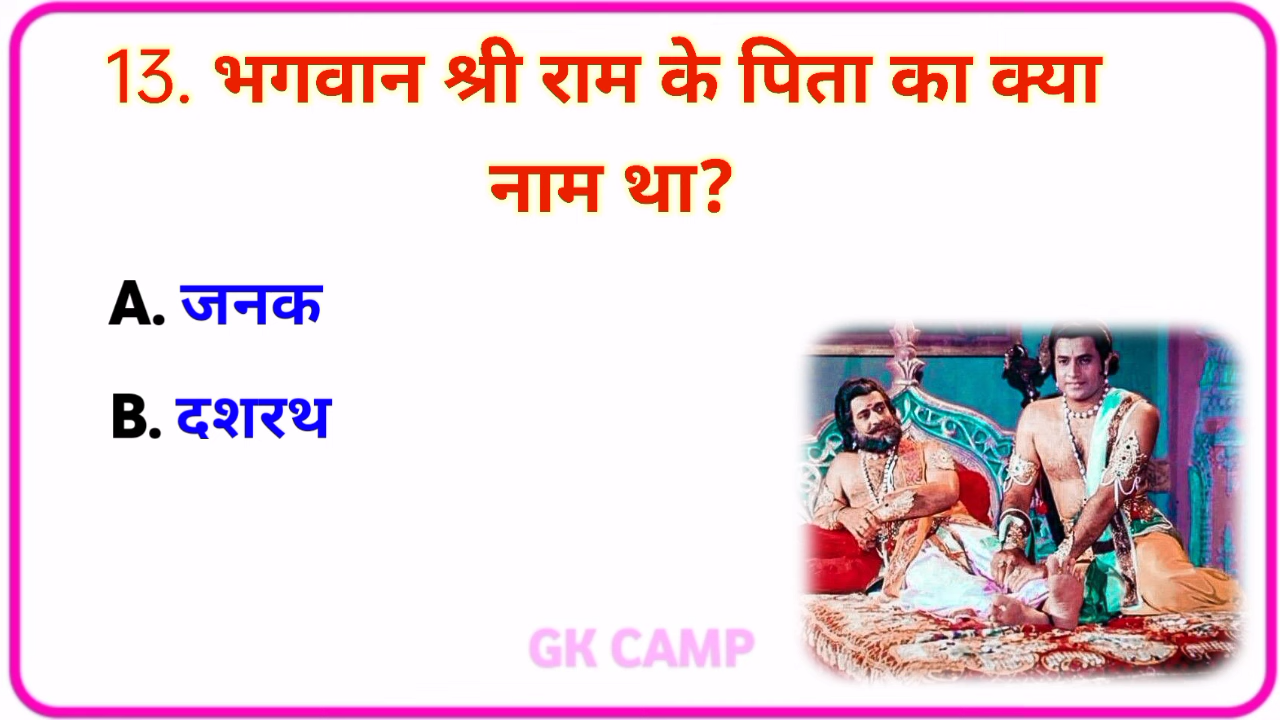 13. भगवान श्री राम के पिता का क्या
नाम था?
A. जनक
B. दशरथ
GK CAMP